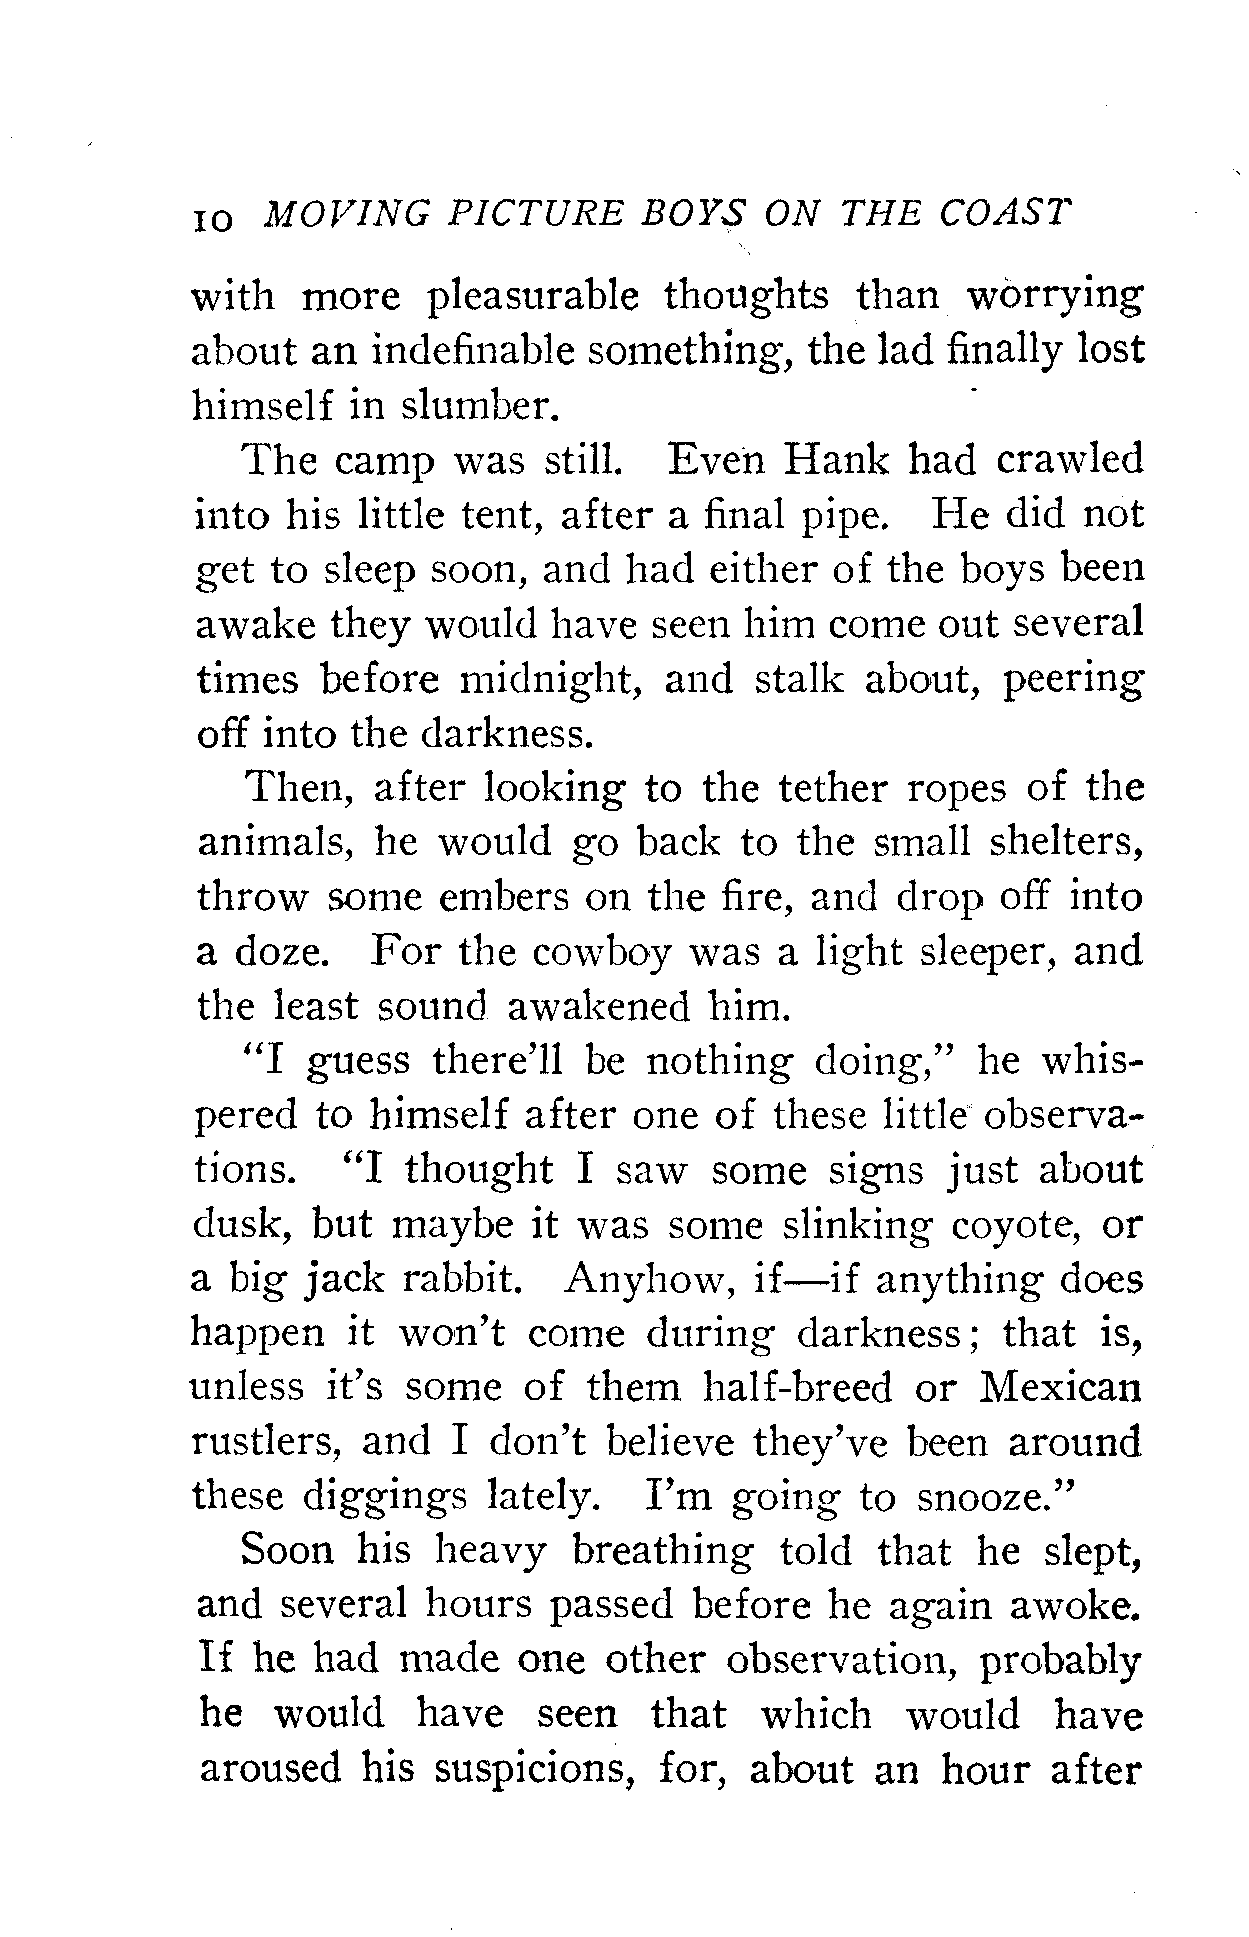 10 MOVING PICTURE BOYS ON THE COAST
with more pleasurable thoughts than worrying
about an indefinable something, the lad finally lost
himself in slumber.
The camp was still. Even Hank had crawled
into his little tent, after a final pipe. He did not
get to sleep soon, and had either of the boys been
awake they would have seen him come out several
times before midnight, and stalk about, peering
off into the darkness.
Then, after looking to the tether ropes of the
animals, he would go back to the small shelters,
throw some embers on the fire, and drop off into
a doze. For the cowboy was a light sleeper, and
the least sound awakened him.
"I guess there'll be nothing doing," he whis-
pered to himself after one of these little observa-
tions. "I thought I saw some signs just about
dusk, but maybe it was some slinking coyote, or
a big jack rabbit. Anyhow, if—if anything does
happen it won't come during darkness; that is,
unless it's some of them half-breed or Mexican
rustlers, and I don't believe they've been around
these diggings lately. I'm going to snooze."
Soon his heavy breathing told that he slept,
and several hours passed before he again awoke.
If he had made one other observation, probably
he would have seen that which would have
aroused his suspicions, for, about an hour after